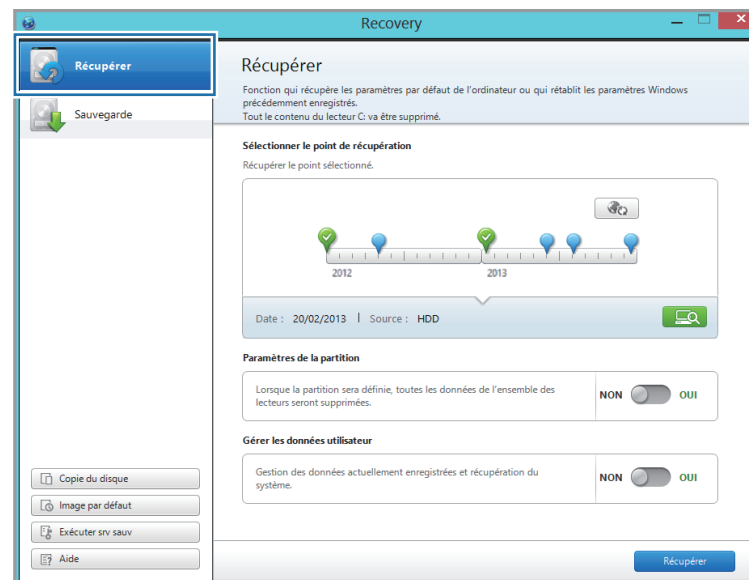 Recovery
Récupérer
Sauvegarde
Copie du disque
Image par défaut
Exécuter srv sauv
Aide
Récupérer
Fonction qui récupère les paramètres par défaut de l'ordinateur ou qui rétablit les paramètres Windows
précédemment enregistrés.
Tout le contenu du lecteur C: va être supprimé.
Sélectionner le point de récupération
Récupérer le point sélectionné.
2012 2013
Date : 20/02/2013 | Source : HDD
Paramètres de la partition
Lorsque la partition sera définie, toutes les données de l'ensemble des
lecteurs seront supprimées.
NON OUI
Gérer les données utilisateur
Gestion des données actuellement enregistrées et récupération du
système.
NON OUI
Récupérer